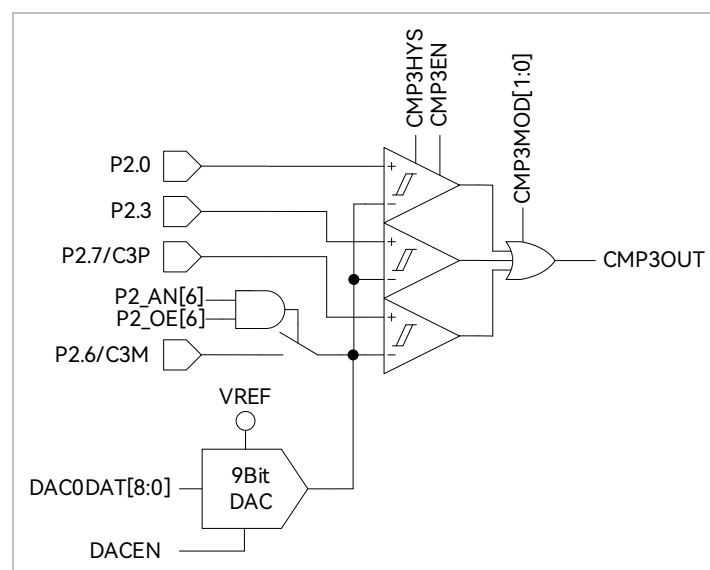 CMP3HYS
CMP3EN
CMP3MOD[1:0]
P2.0
+
−
P2.3
+
−
P2.7/C3P
+
−
CMP3OUT
P2_AN[6]
P2_OE[6]
P2.6/C3M
VREF
9Bit
DAC
DAC0DAT[8:0]
DACEN